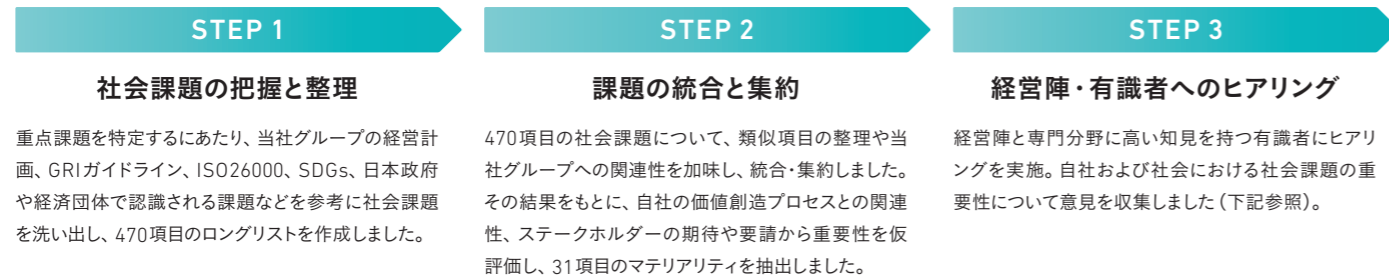 STEP 1
社会課題の把握と整理
重点課題を特定するにあたり、当社グループの経営計
画、GRIガイドライン、ISO26000、SDGs、日本政府
や経済団体で認識される課題などを参考に社会課題
を洗い出し、470項目のロングリストを作成しました。
STEP 2
課題の統合と集約
470項目の社会課題について、類似項目の整理や当
社グループへの関連性を加味し、統合・集約しました。
その結果をもとに、自社の価値創造プロセスとの関連
性、ステークホルダーの期待や要請から重要性を仮
評価し、31項目のマテリアリティを抽出しました。
STEP 3
経営陣・有識者へのヒアリング
経営陣と専門分野に高い知見を持つ有識者にヒアリ
ングを実施。自社および社会における社会課題の重
要性について意見を収集しました（下記参照）。